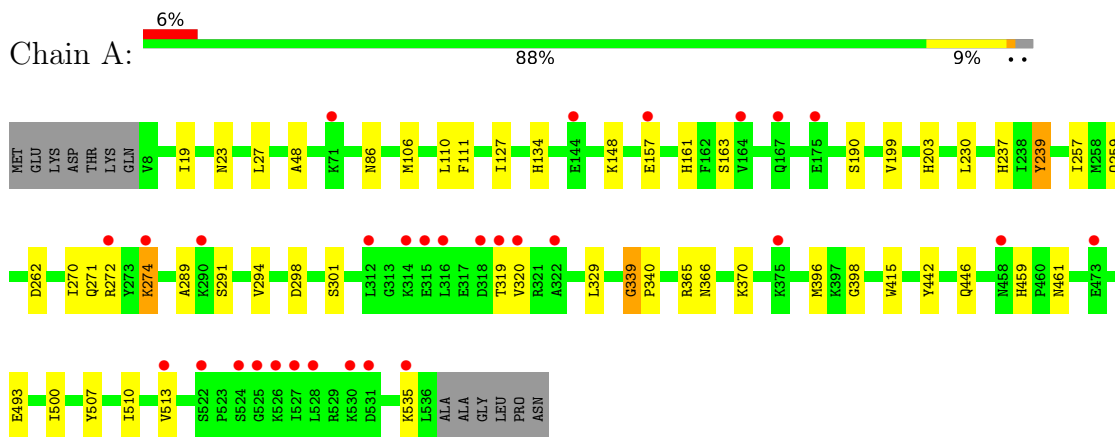 6%
Chain A:
88% 9% • •
MET GLU LYS ASP THR LYS GLN V8 I19 N23 L27 A48 K71 N86 M106 L110 F111 I127 H134 E144 K148 E157 H161 F162 S163 V164 Q167 E175 S190 V199 H203 L230 H237 I238 Y239 I257 M258 Q259
D262 I270 Q271 R272 Y273 K274 A289 K290 S291 V294 D298 S301 L312 G313 K314 E315 L316 E317 D318 T319 V320 R321 A322 L329 G339 P340 R365 N366 K370 K375 M396 K397 G398 W415 Y442 Q446 N458 H459 P460 N461 E473
E493 I500 Y507 I510 V513 S522 P523 S524 G525 K526 I527 L528 R529 K530 D531 K535 L536 ALA ALA GLY LEU PRO ASN